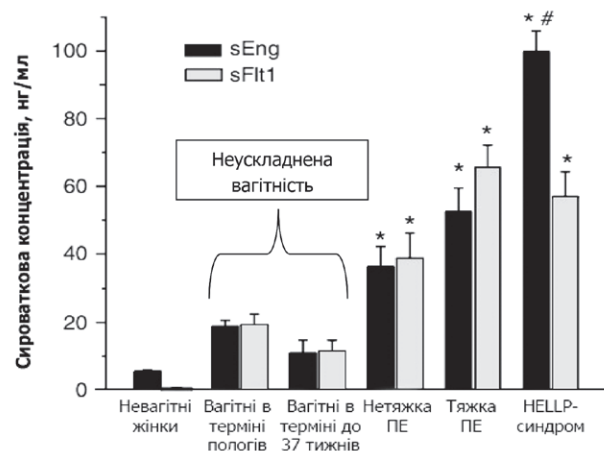 Сироваткова концентрація, нг/мл
100
80
60
40
20
0
sEng
sFlt1
Неускладнена
вагітність
*
*
*
*
* #
*
Невагітні
жінки
Вагітні в
терміні
пологів
Вагітні в
терміні до
37 тижнів
Нетяжка
ПЕ
Тяжка
ПЕ
HELLP-
синдром